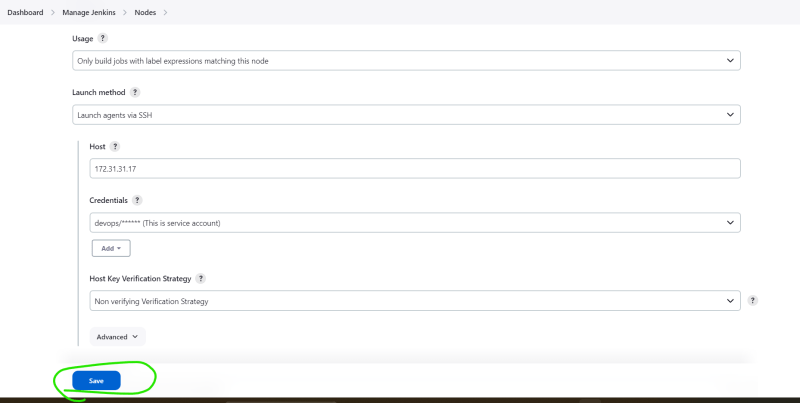 Dashboard > Manage Jenkins > Nodes >
Usage ?
Only build jobs with label expressions matching this node
Launch method ?
Launch agents via SSH
Host ?
172.31.31.17
Credentials ?
devops/****** (This is service account)
Add
Host Key Verification Strategy ?
Non verifying Verification Strategy
?
Advanced
Save